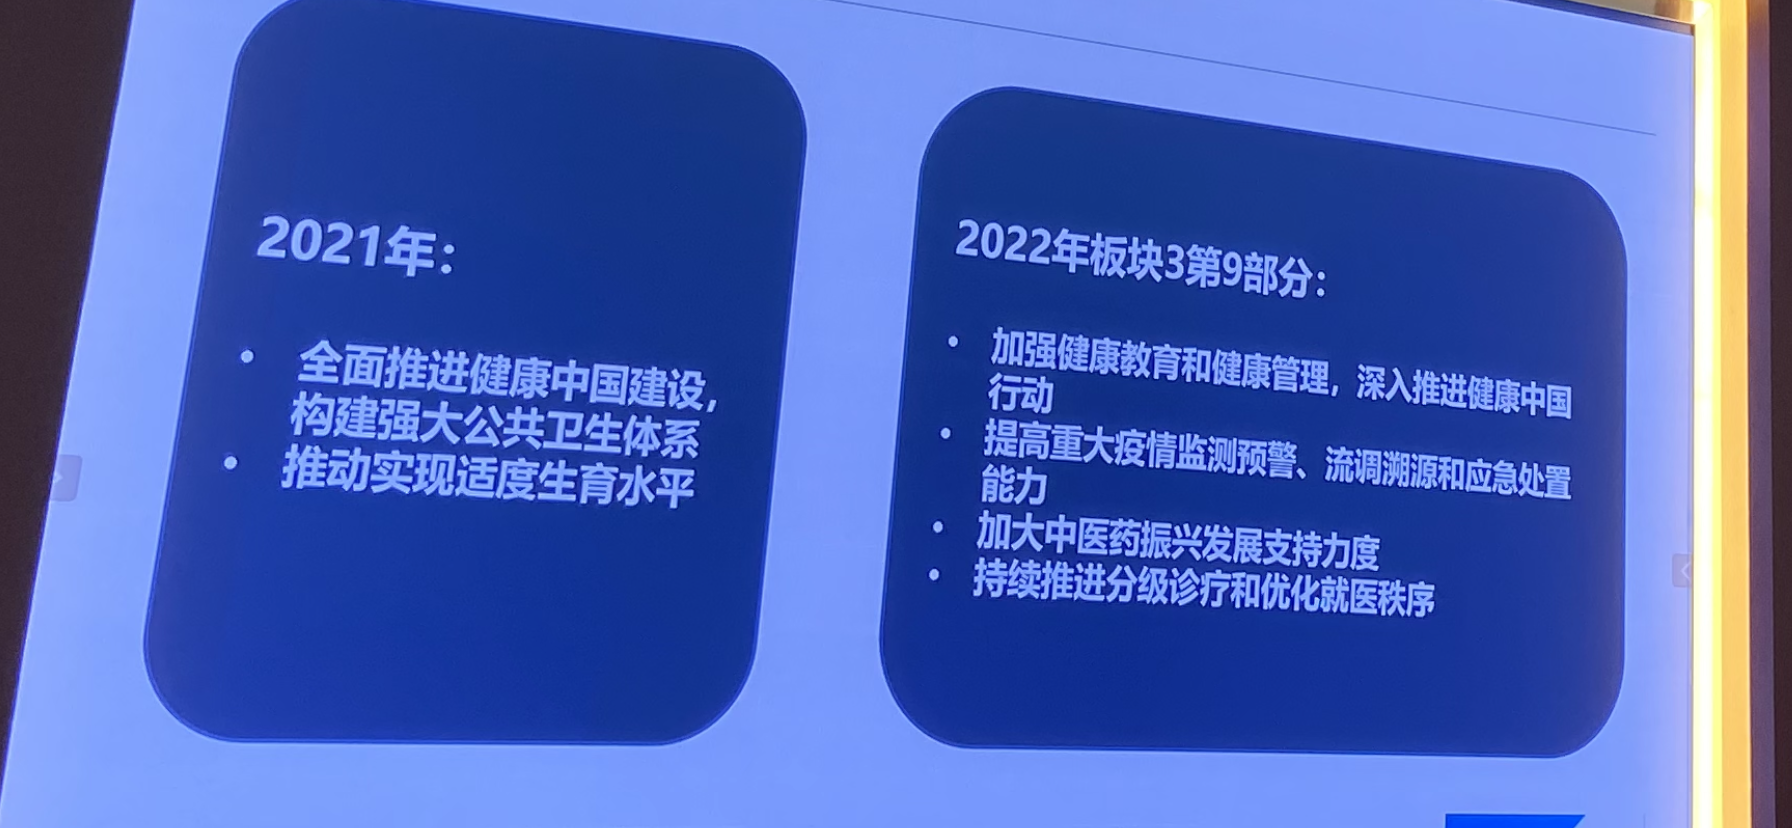 2021年：
• 全面推进健康中国建设，
构建强大公共卫生体系
• 推动实现适度生育水平
2022年板块3第9部分：
• 加强健康教育和健康管理，深入推进健康中国
行动
• 提高重大疫情监测预警、流调溯源和应急处置
能力
• 加大中医药振兴发展支持力度
• 持续推进分级诊疗和优化就医秩序